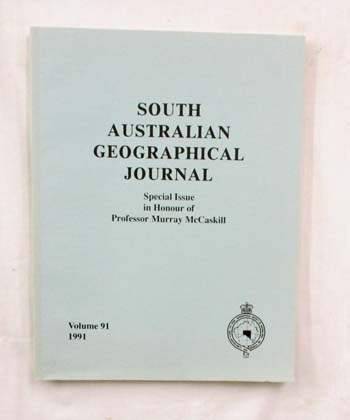 SOUTH
AUSTRALIAN
GEOGRAPHICAL
JOURNAL
Special Issue
in Honour of
Professor Murray McCaskill
Volume 91
1991